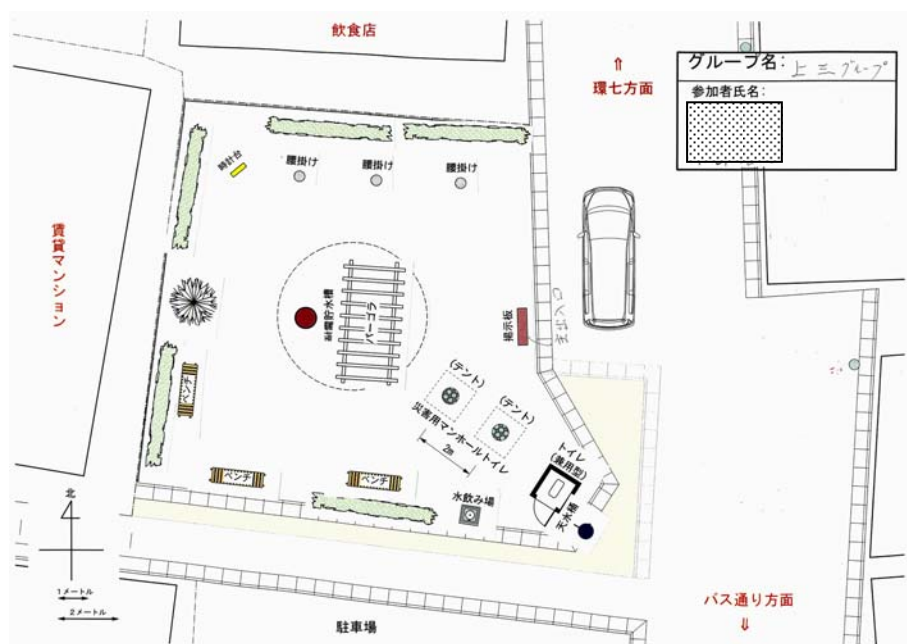 飲食店
⇑
環七方面
グループ名：上三グループ
参加者氏名：
時計台
腰掛け
腰掛け
腰掛け
賃貸マンション
耐震貯水槽
パーゴラ
掲示板
主出入口
(テント)
(テント)
災害用マンホールトイレ
2m
ベンチ
ベンチ
ベンチ
トイレ
(兼用型)
水飲み場
天水桶
北
1メートル
2メートル
駐車場
バス通り方面
⇓